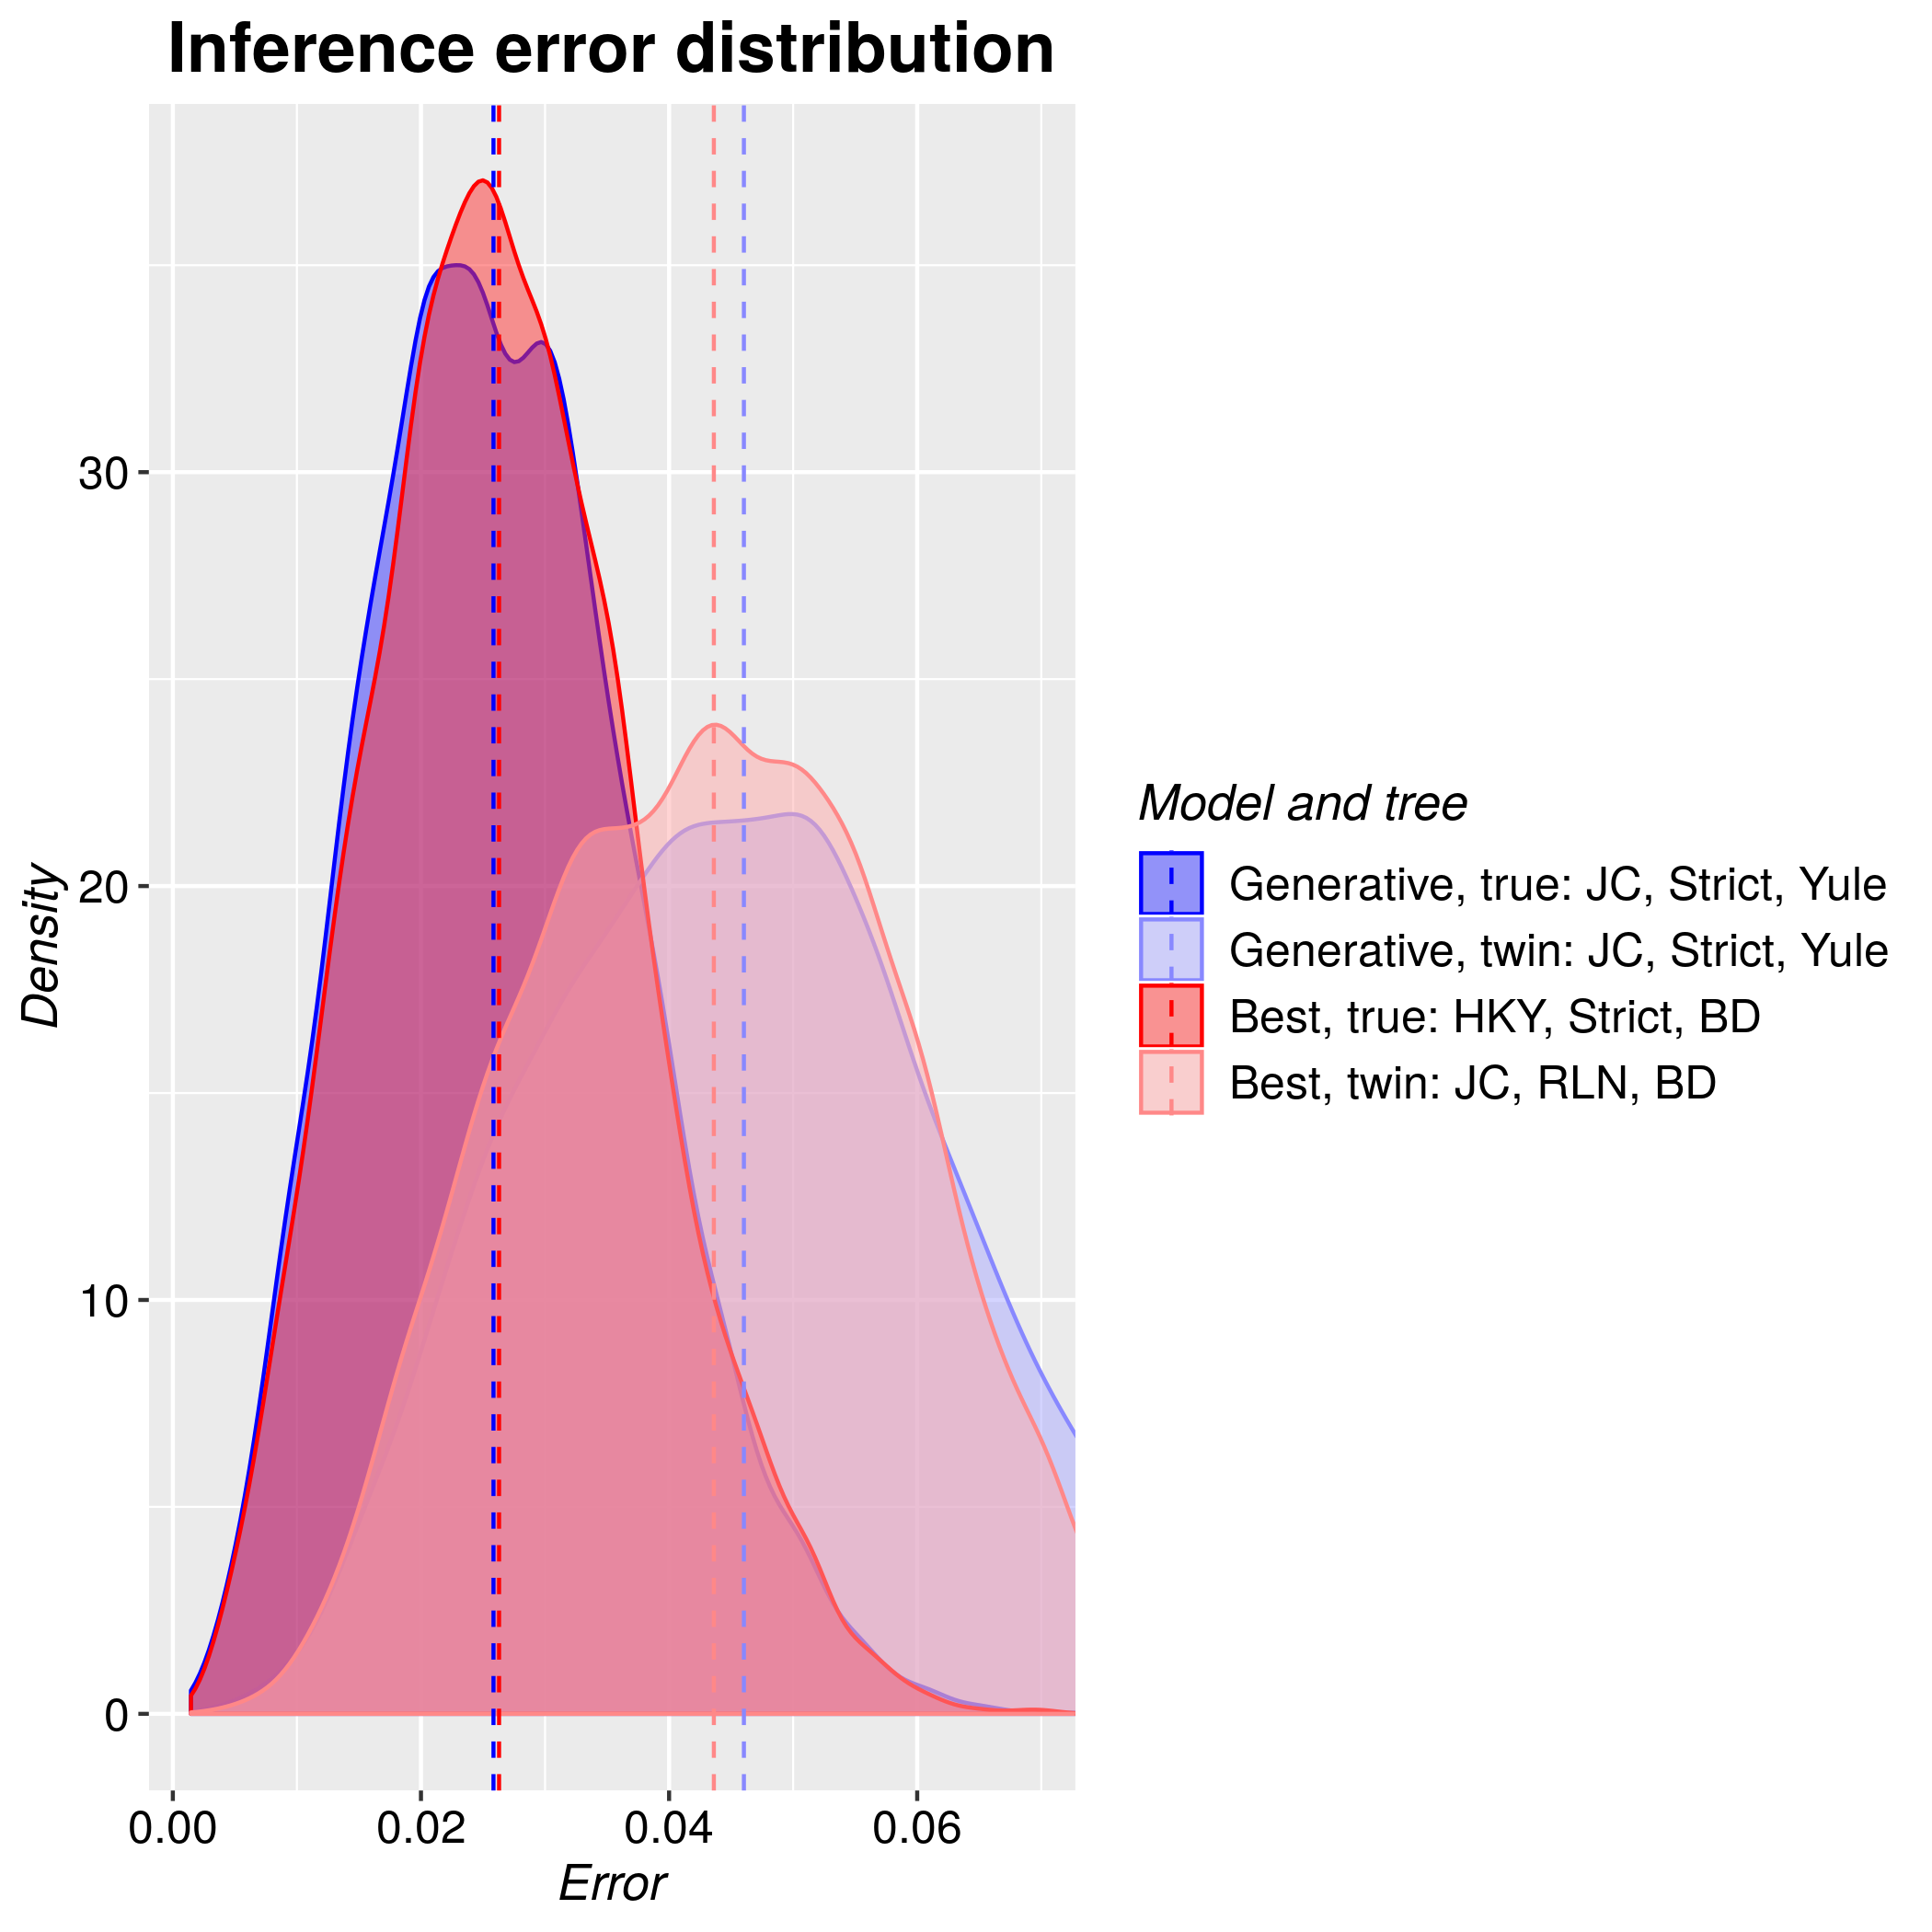 Inference error distribution
30
20
10
0
Density
0.00 0.02 0.04 0.06
Error
Model and tree
Generative, true: JC, Strict, Yule
Generative, twin: JC, Strict, Yule
Best, true: HKY, Strict, BD
Best, twin: JC, RLN, BD